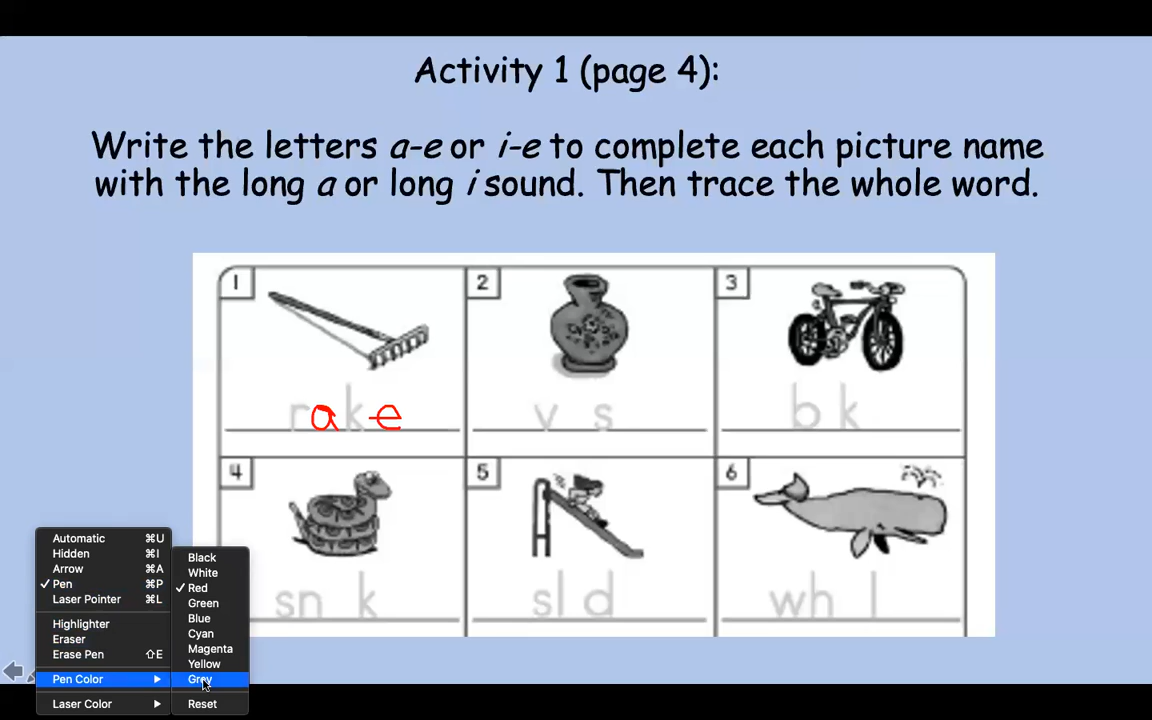 Activity 1 (page 4):
Write the letters a-e or i-e to complete each picture name
with the long a or long i sound. Then trace the whole word.
1
2
3
r a k e
v s
b k
4
5
6
sn k
sl d
wh l
Automatic ⌘U
Hidden ⌘I
Arrow ⌘A
✓ Pen ⌘P
Laser Pointer ⌘L
Highlighter
Eraser
Erase Pen ⇧E
Pen Color
Laser Color
Black
White
✓ Red
Green
Blue
Cyan
Magenta
Yellow
Grey
Reset